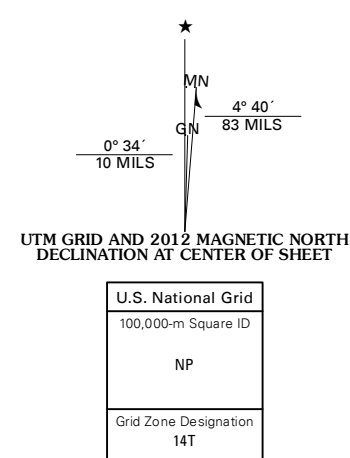 MN
4° 40´
83 MILS
GN
0° 34´
10 MILS
UTM GRID AND 2012 MAGNETIC NORTH
DECLINATION AT CENTER OF SHEET
U.S. National Grid
100,000-m Square ID
NP
Grid Zone Designation
14T